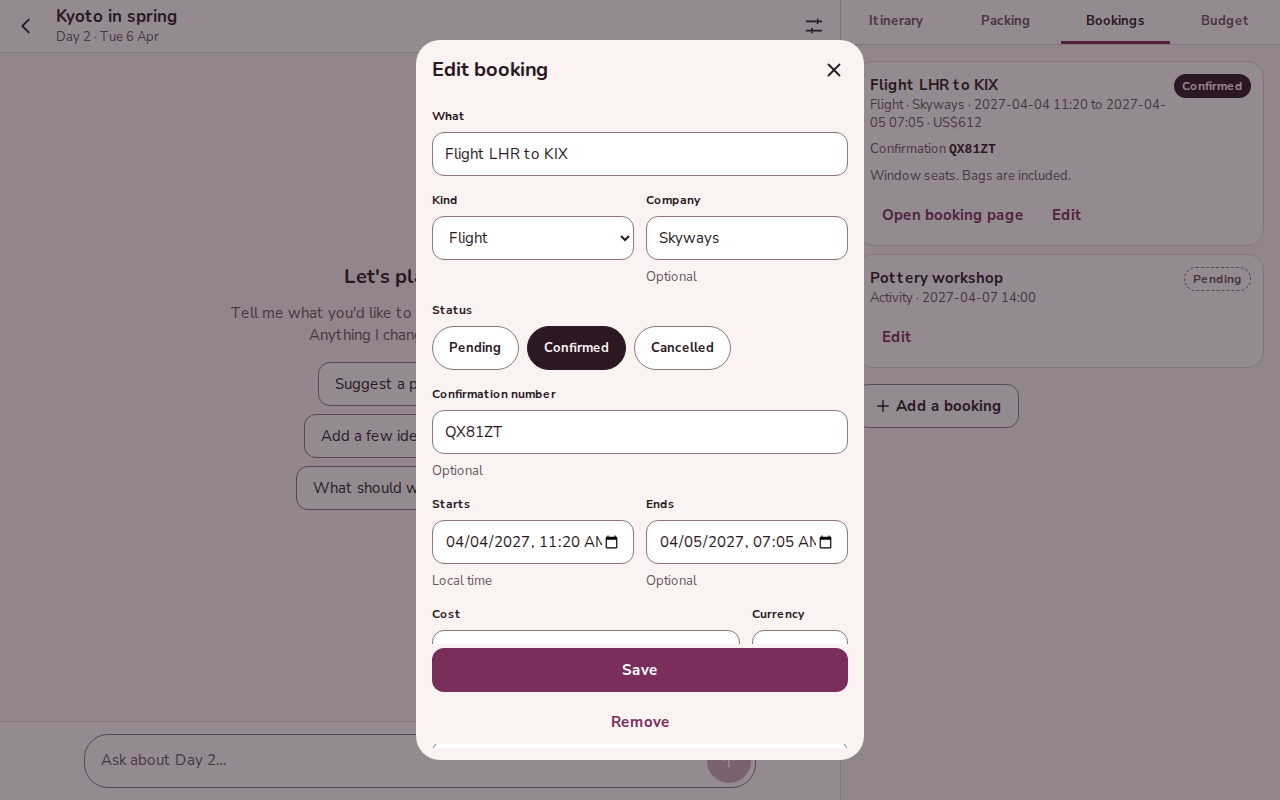 Kyoto in spring
Day 2 · Tue 6 Apr
Itinerary
Packing
Bookings
Budget
Let's pla
Tell me what you'd like to
Anything I chang
Suggest a p
Add a few ide
What should w
Ask about Day 2...
Edit booking
What
Flight LHR to KIX
Kind
Company
Flight
Skyways
Optional
Status
Pending
Confirmed
Cancelled
Confirmation number
QX81ZT
Optional
Starts
Ends
04/04/2027, 11:20 AM
04/05/2027, 07:05 AM
Local time
Optional
Cost
Currency
Save
Remove
Flight LHR to KIX
Confirmed
Flight · Skyways · 2027-04-04 11:20 to 2027-04-
05 07:05 · US$612
Confirmation QX81ZT
Window seats. Bags are included.
Open booking page
Edit
Pottery workshop
Pending
Activity · 2027-04-07 14:00
Edit
+ Add a booking